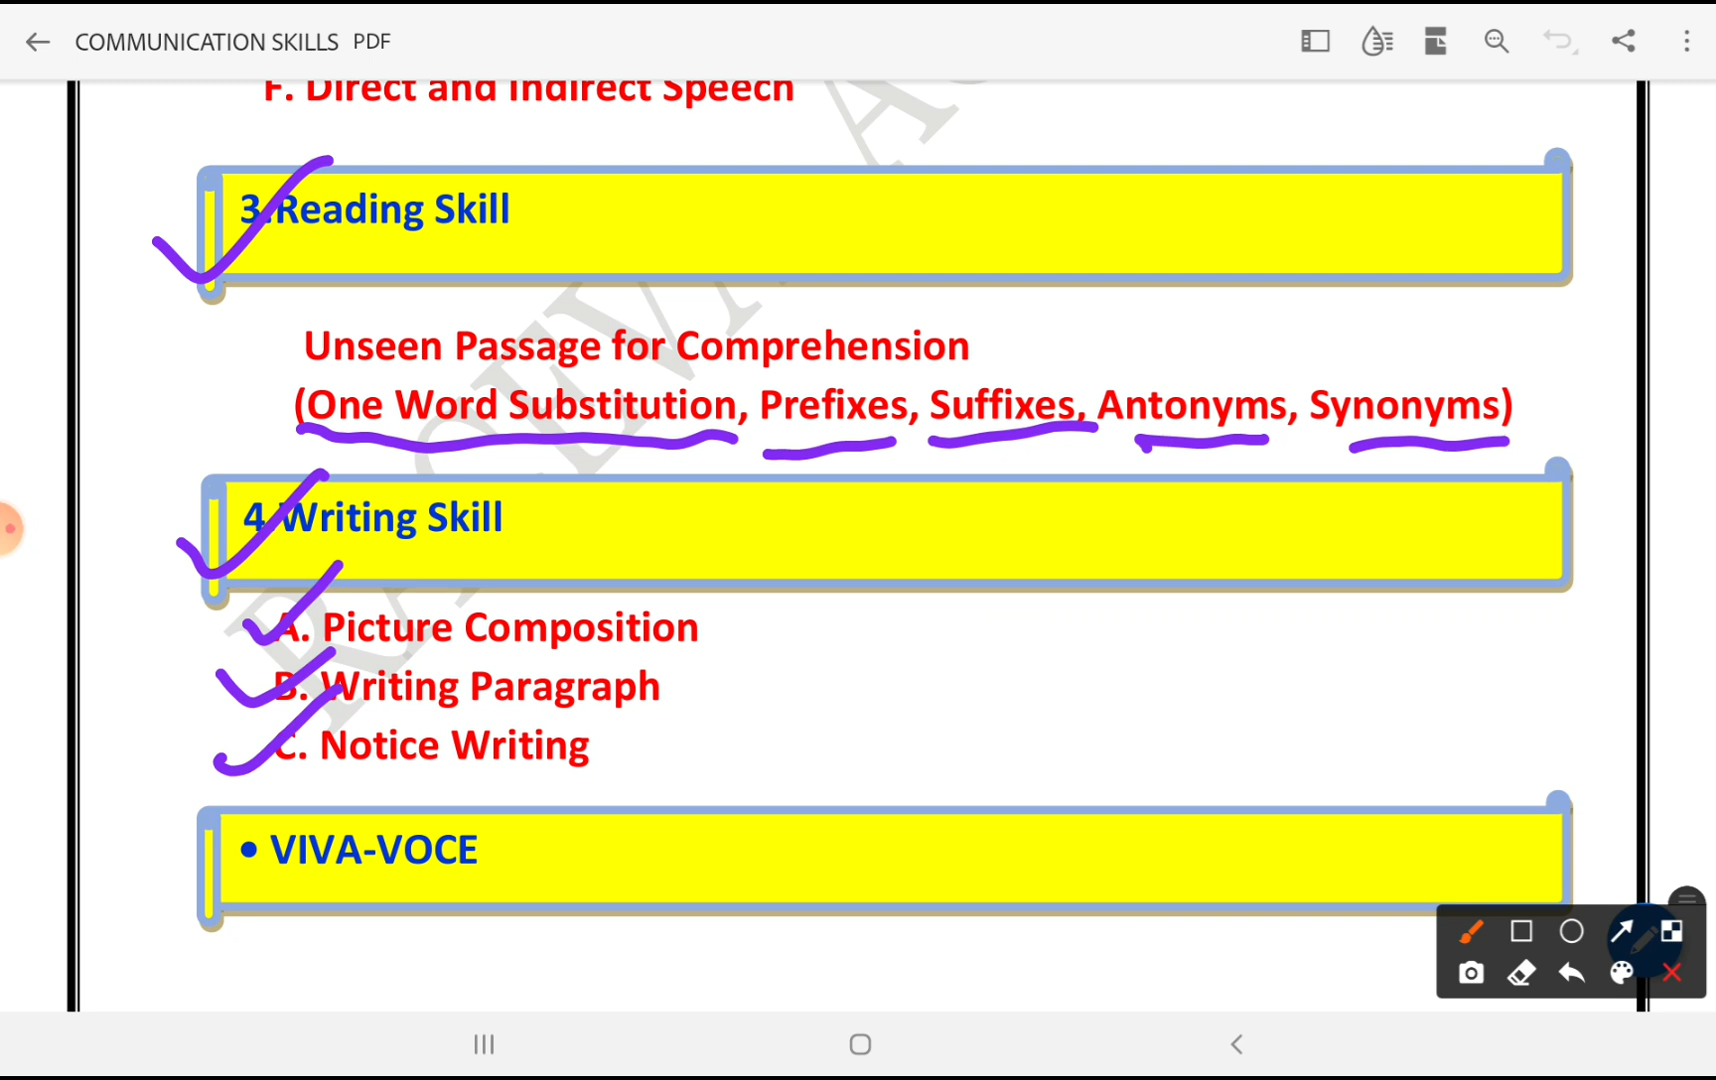 COMMUNICATION SKILLS PDF
F. Direct and Indirect Speech
3.Reading Skill
Unseen Passage for Comprehension
(One Word Substitution, Prefixes, Suffixes, Antonyms, Synonyms)
4.Writing Skill
A. Picture Composition
B. Writing Paragraph
C. Notice Writing
• VIVA-VOCE